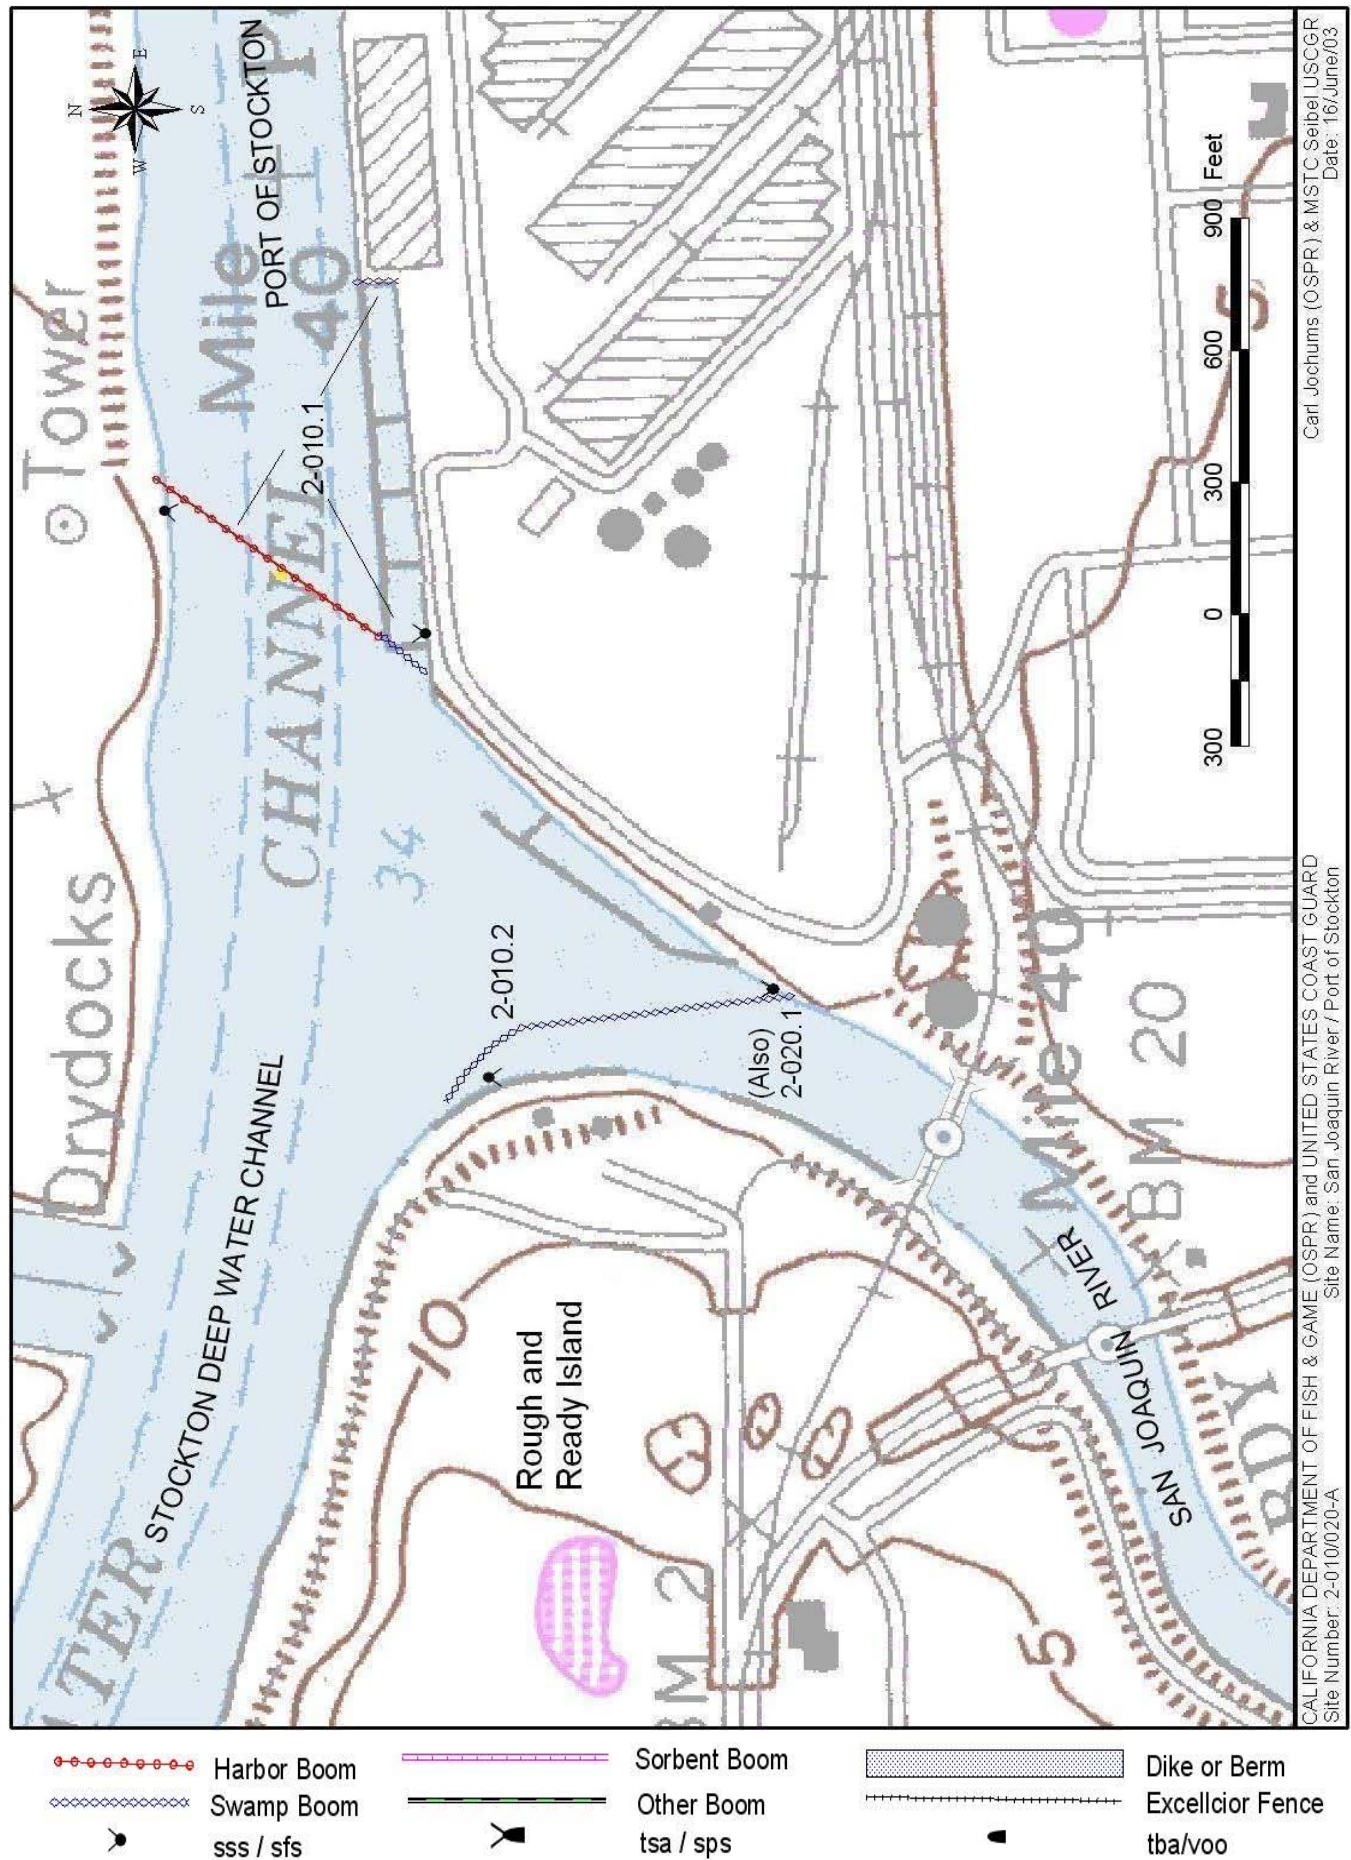 N
E
S
W
Tower
Mile
40
PORT OF STOCKTON
CHANNEL
2-010.1
34
Drydocks
2-010.2
(Also)
2-020.1
STOCKTON DEEP WATER CHANNEL
Rough and
Ready Island
10
Mile 40
BM 20
SAN JOAQUIN RIVER
BM 2
5
5
300 0 300 600 900 Feet
CALIFORNIA DEPARTMENT OF FISH & GAME (OSPR) and UNITED STATES COAST GUARD
Carl Jochums (OSPR) & MSTC Seibel USCGR
Site Number: 2-010/020-A
Site Name: San Joaquin River / Port of Stockton
Date: 16/June/03
Harbor Boom
Sorbent Boom
Dike or Berm
Swamp Boom
Other Boom
Excellcior Fence
sss / sfs
tsa / sps
tba/voo